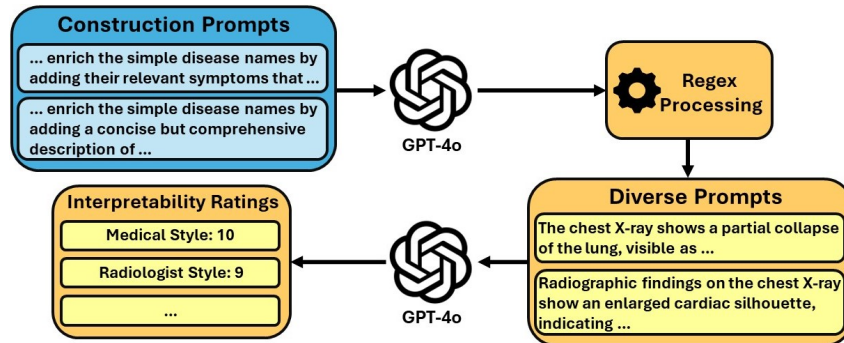 Construction Prompts
... enrich the simple disease names by
adding their relevant symptoms that ...
... enrich the simple disease names by
adding a concise but comprehensive
description of ...
GPT-4o
Regex
Processing
Diverse Prompts
The chest X-ray shows a partial collapse
of the lung, visible as ...
Radiographic findings on the chest X-ray
show an enlarged cardiac silhouette,
indicating ...
GPT-4o
Interpretability Ratings
Medical Style: 10
Radiologist Style: 9
...